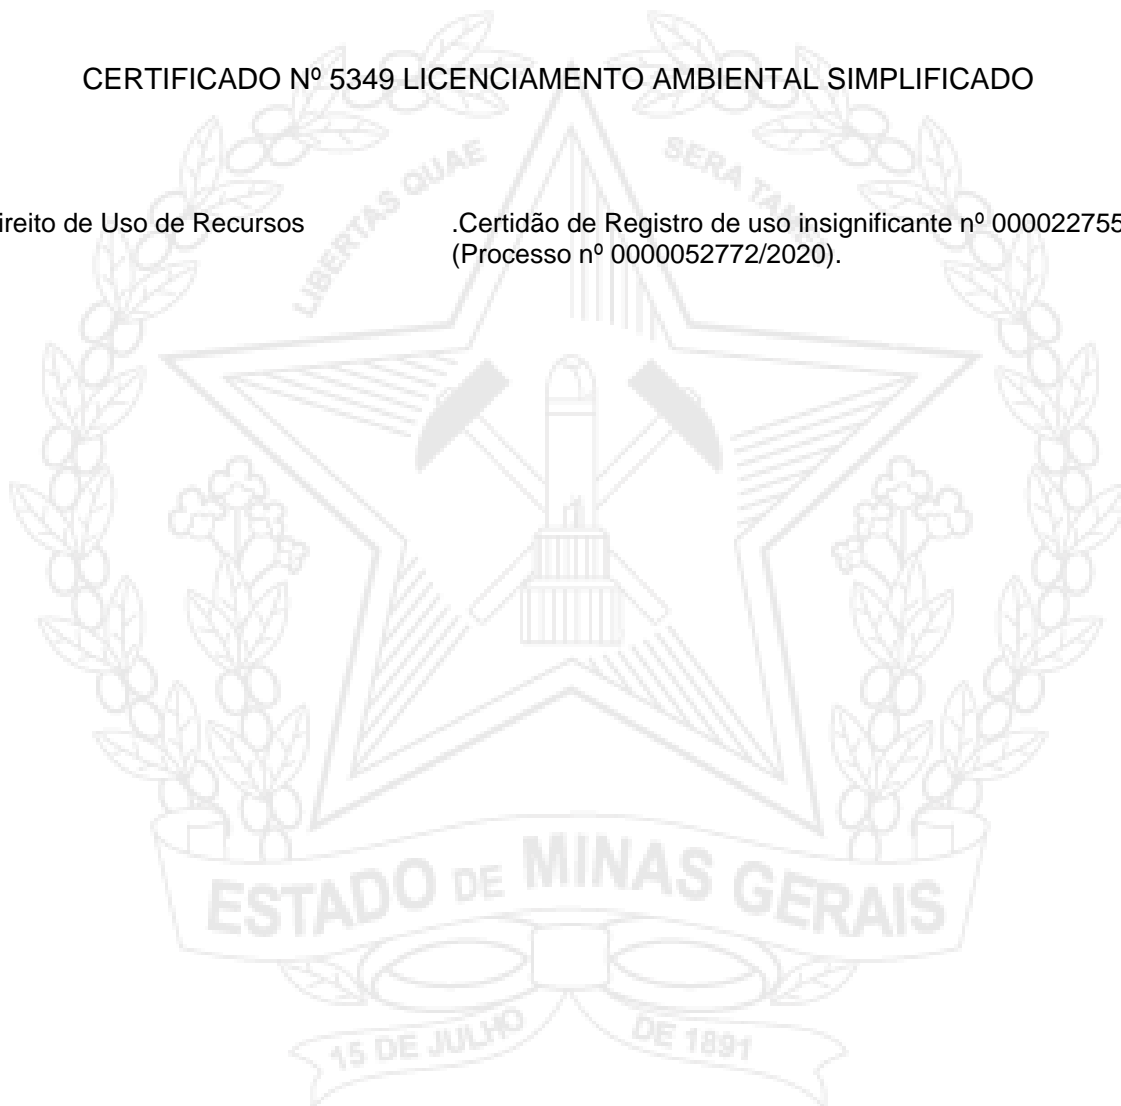 CERTIFICADO Nº 5349 LICENCIAMENTO AMBIENTAL SIMPLIFICADO
LIBERTAS QUAE SERA TAMEN
ireito de Uso de Recursos .Certidão de Registro de uso insignificante nº 000022755
(Processo nº 0000052772/2020).
ESTADO DE MINAS GERAIS
15 DE JULHO DE 1891